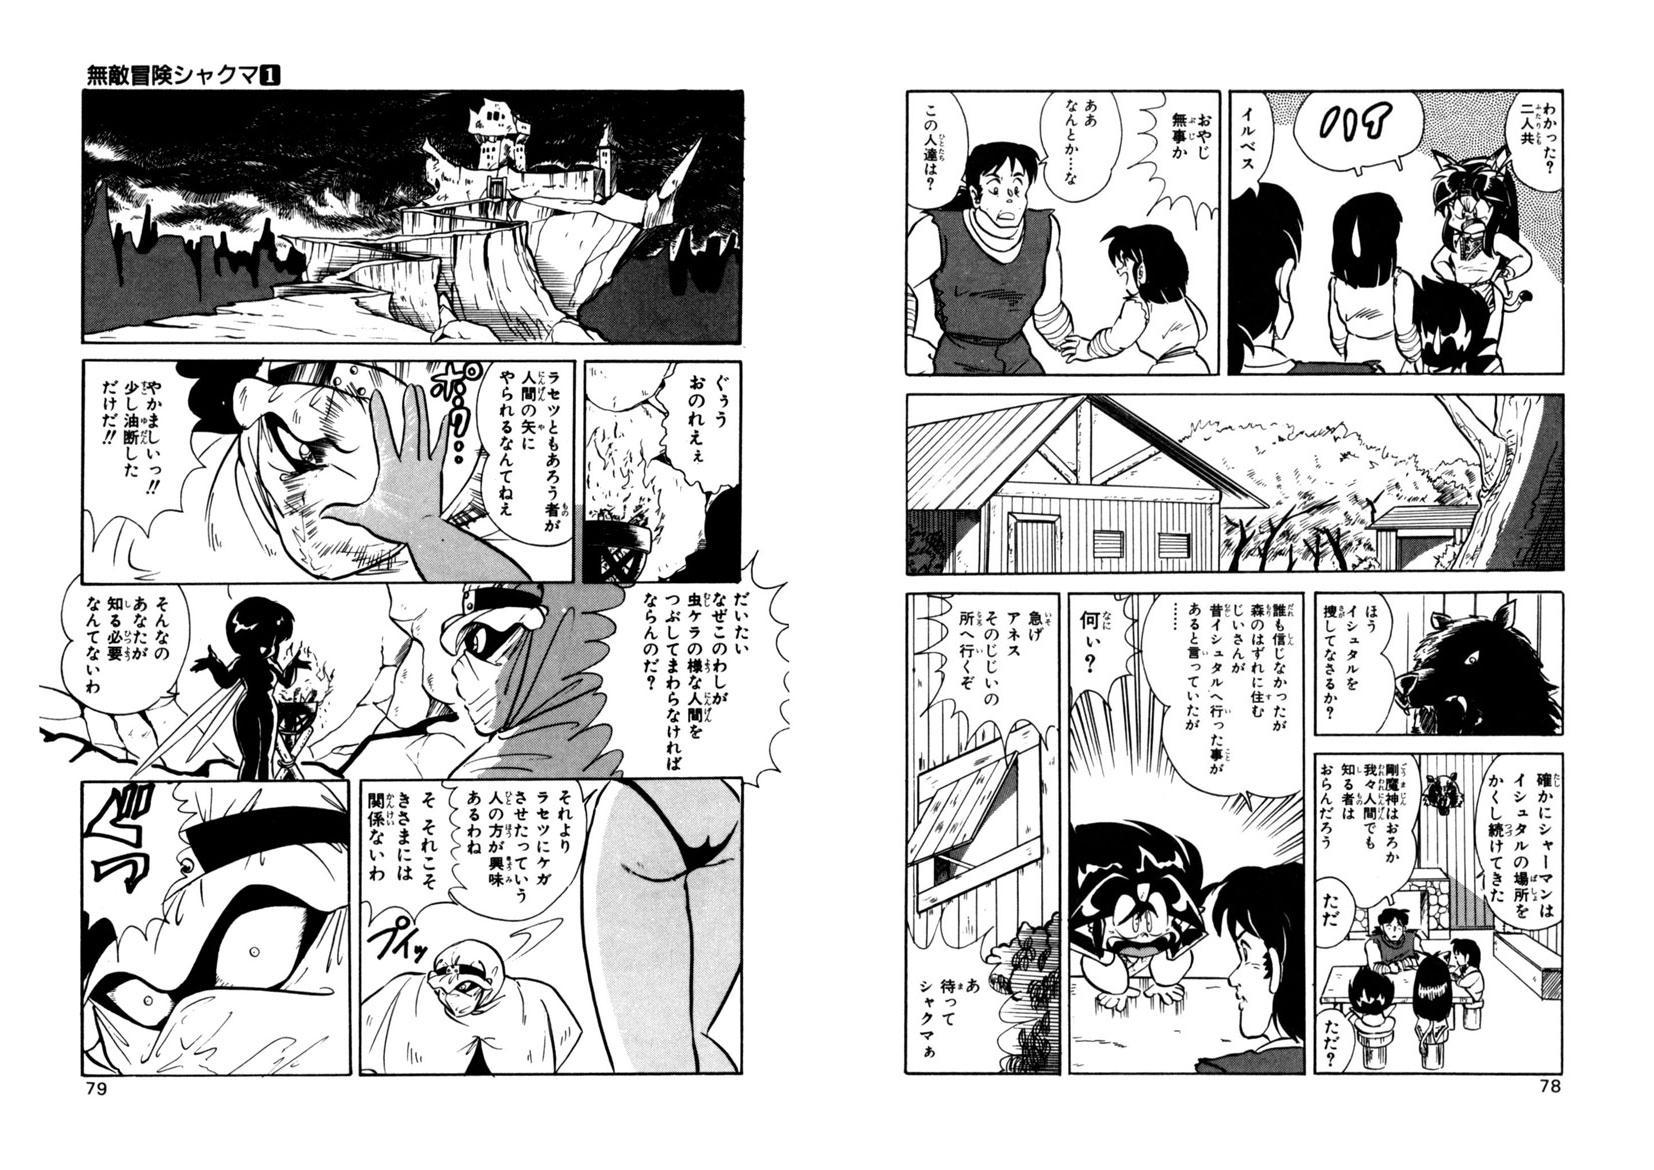 わかった?
二人共
ハイ
イルベス
おやじ
無事か
ああ
なんとか…な
この人達は?
ほう
イシュタルを
捜してなさるか?
確かにシャーマンは
イシュタルの場所を
かくし続けてきた
剛魔神はおろか
我々人間でも
知る者は
おらんだろう
ただ
ただ?
誰も信じなかったが
森のはずれに住む
じいさんが
昔イシュタルへ行った事が
あると言っていたが
……
何ぃ?
急げ
アネス
そのじじいの
所へ行くぞ
あ
待って
シャクマぁ
78
無敵冒険シャクマ1
ぐぅう
おのれえぇ
ラセツともあろう者が
人間の矢に
やられるなんてねえ
ポウ‥
やかましいっ!!
少し油断した
だけだ!!
だいたい
なぜこのわしが
虫ケラの様な人間を
つぶしてまわらなければ
ならんのだ?
そんなの
あなたが
知る必要
なんてないわ
それより
ラセツにケガ
させたっていう
人の方が興味
あるわね
プイッ
そ それこそ
きさまには
関係ないわ
ぐっ
79